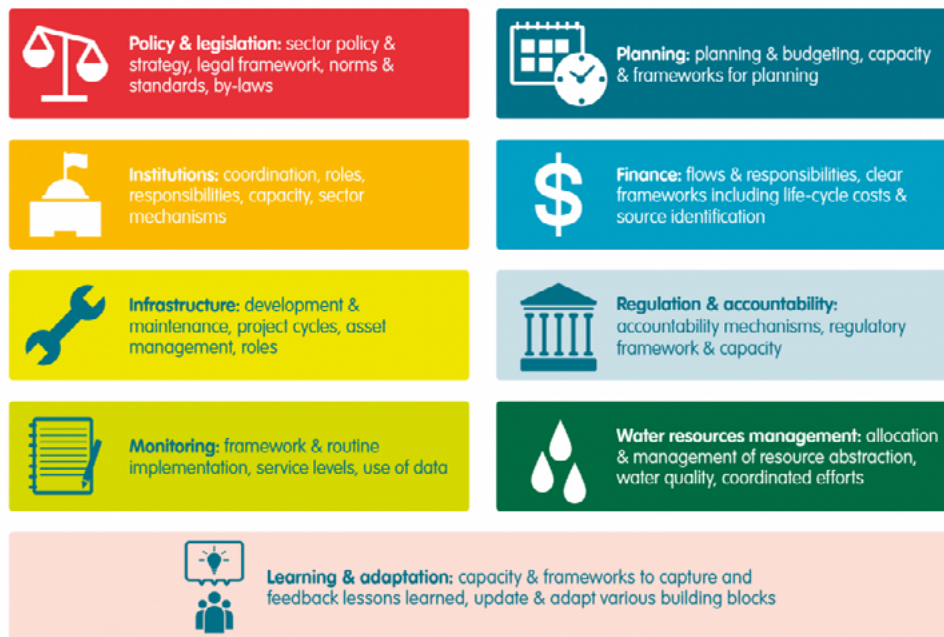 Policy & legislation: sector policy &
strategy, legal framework, norms &
standards, by-laws
Planning: planning & budgeting, capacity
& frameworks for planning
Institutions: coordination, roles,
responsibilities, capacity, sector
mechanisms
Finance: flows & responsibilities, clear
frameworks including life-cycle costs &
source identification
Infrastructure: development &
maintenance, project cycles, asset
management, roles
Regulation & accountability:
accountability mechanisms, regulatory
framework & capacity
Monitoring: framework & routine
implementation, service levels, use of data
Water resources management: allocation
& management of resource abstraction,
water quality, coordinated efforts
Learning & adaptation: capacity & frameworks to capture and
feedback lessons learned, update & adapt various building blocks